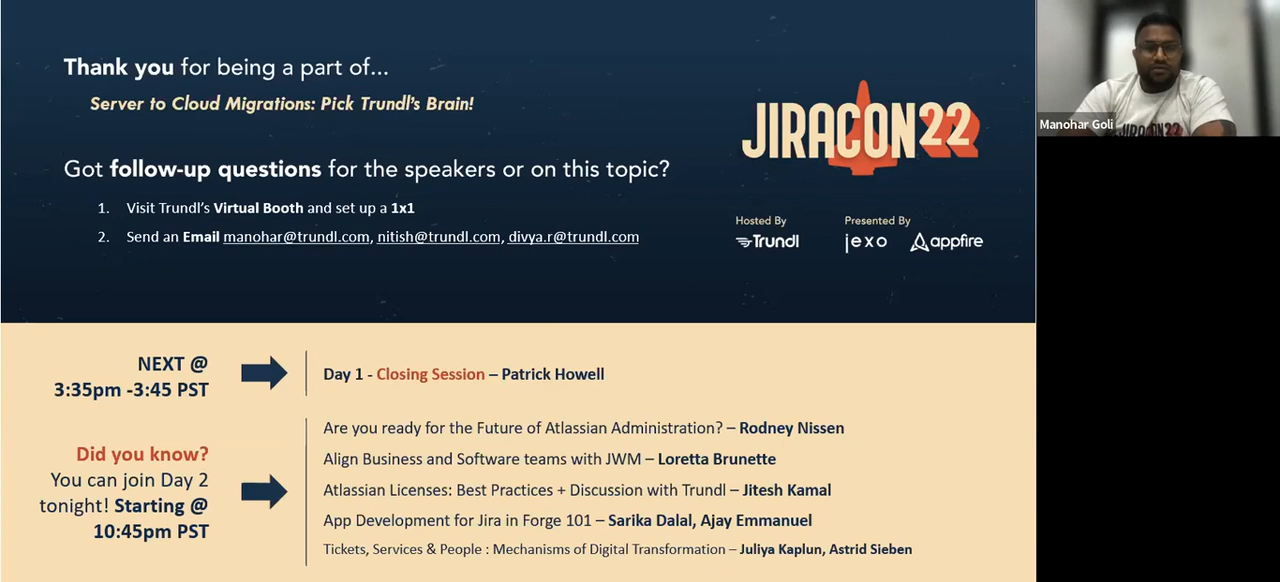 Thank you for being a part of...
Server to Cloud Migrations: Pick Trundl's Brain!
Got follow-up questions for the speakers or on this topic?
1. Visit Trundl's Virtual Booth and set up a 1x1
2. Send an Email manohar@trundl.com, nitish@trundl.com, divya.r@trundl.com
JIRACON22
Hosted By
Trundl
Presented By
jexo
appfire
Manohar Goli
JIRACON22
NEXT @
3:35pm -3:45 PST
Day 1 - Closing Session – Patrick Howell
Did you know?
You can join Day 2
tonight! Starting @
10:45pm PST
Are you ready for the Future of Atlassian Administration? – Rodney Nissen
Align Business and Software teams with JWM – Loretta Brunette
Atlassian Licenses: Best Practices + Discussion with Trundl – Jitesh Kamal
App Development for Jira in Forge 101 – Sarika Dalal, Ajay Emmanuel
Tickets, Services & People : Mechanisms of Digital Transformation – Juliya Kaplun, Astrid Sieben